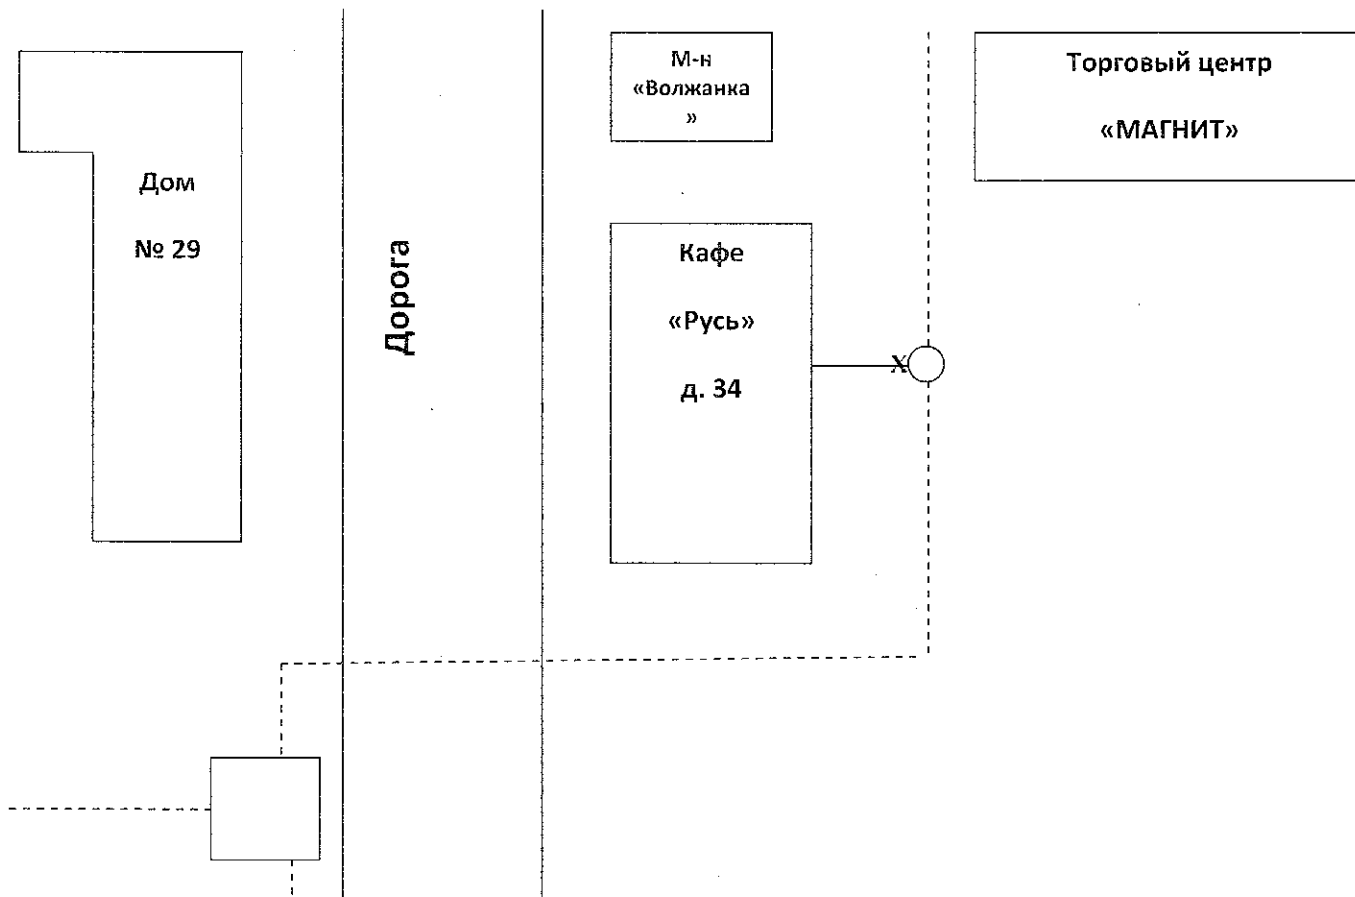 М-н
«Волжанка
»
Торговый центр
«МАГНИТ»
Дом
№ 29
Дорога
Кафе
«Русь»
д. 34
X